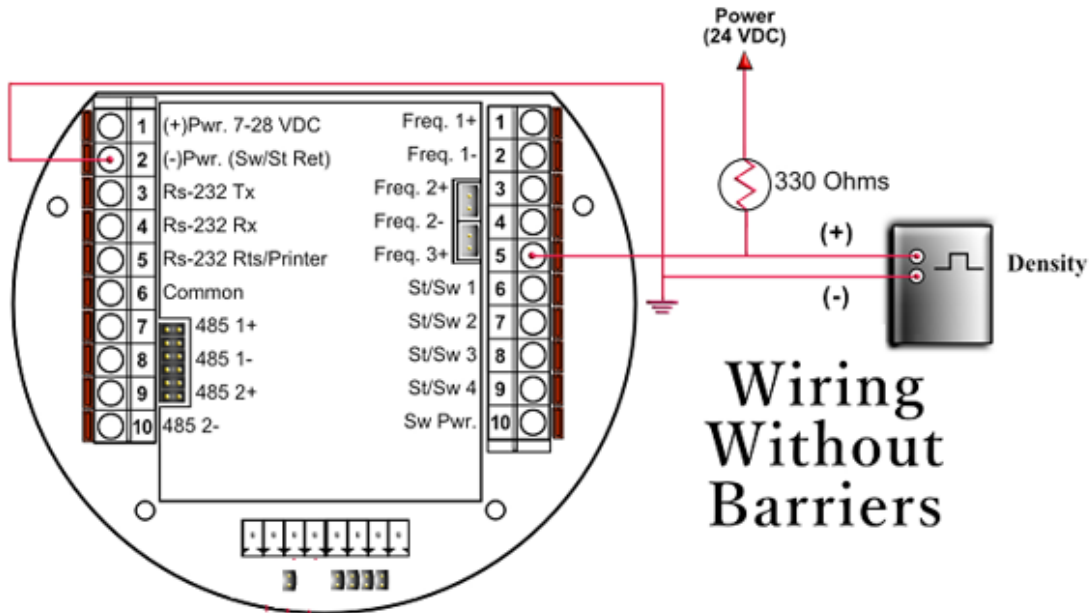 Power
(24 VDC)
330 Ohms
1 (+)Pwr. 7-28 VDC
2 (-)Pwr. (Sw/St Ret)
3 Rs-232 Tx
4 Rs-232 Rx
5 Rs-232 Rts/Printer
6 Common
7 485 1+
8 485 1-
9 485 2+
10 485 2-
Freq. 1+ 1
Freq. 1- 2
Freq. 2+ 3
Freq. 2- 4
Freq. 3+ 5
St/Sw 1 6
St/Sw 2 7
St/Sw 3 8
St/Sw 4 9
Sw Pwr. 10
(+)
(-)
Density
Wiring
Without
Barriers